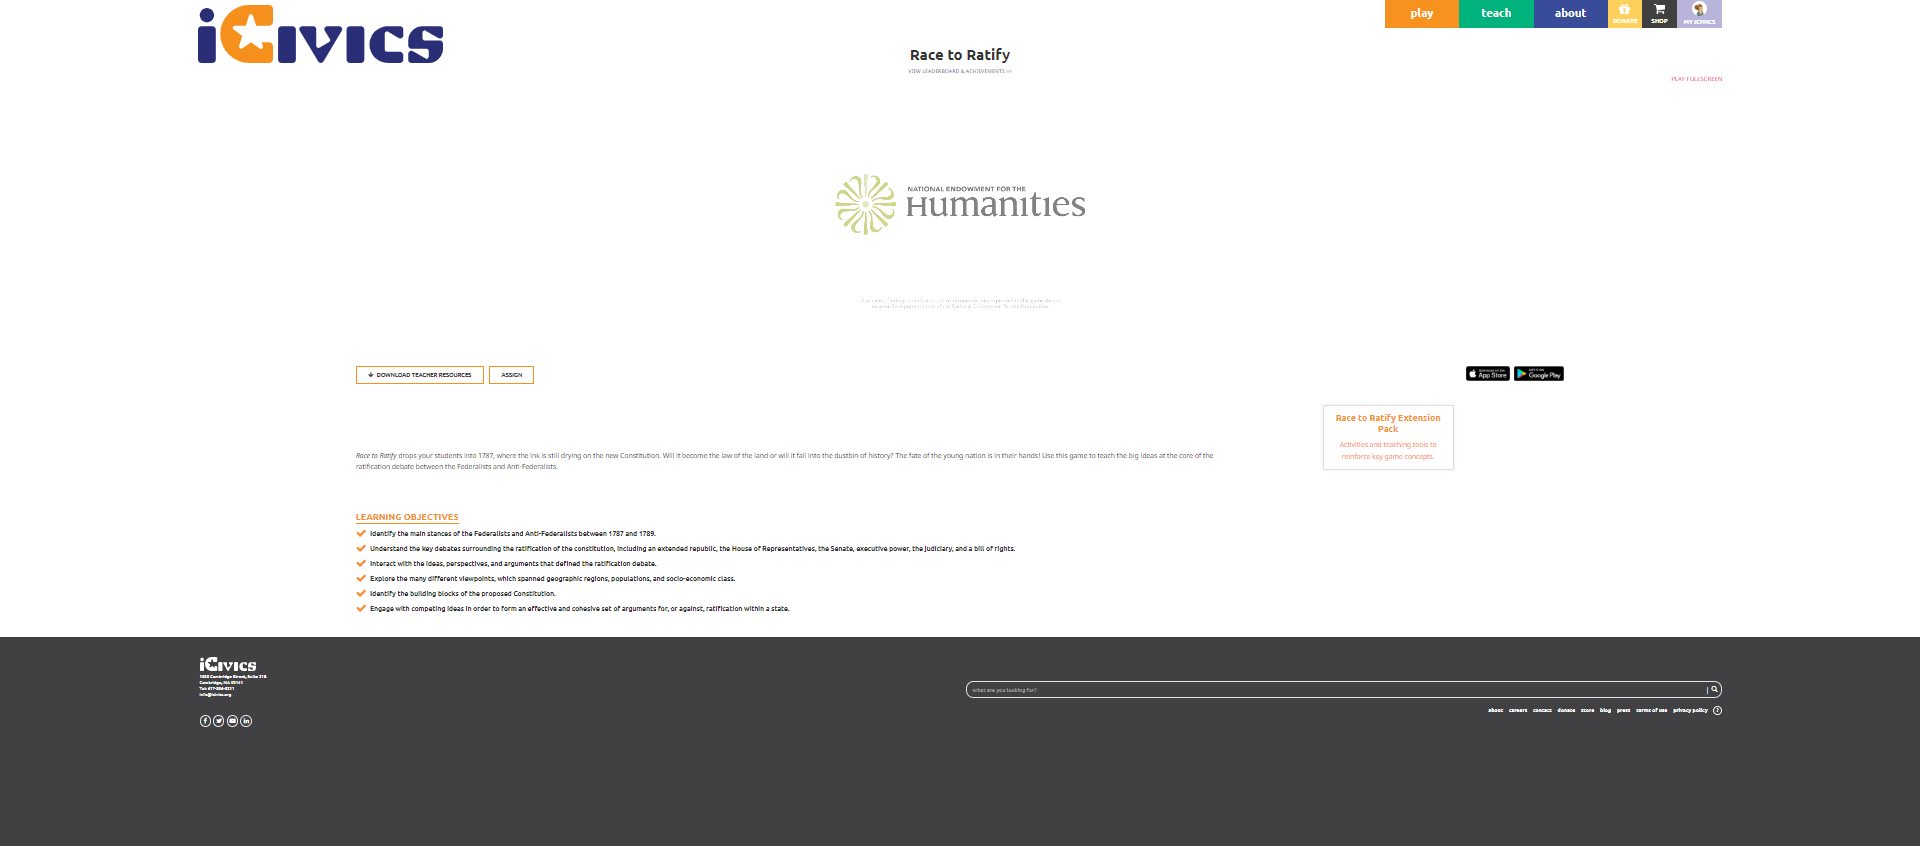 iCivics
play
teach
about
DONATE
SHOP
MY ICIVICS
Race to Ratify
VIEW LEADERBOARD & ACHIEVEMENTS >>
PLAY FULLSCREEN
NATIONAL ENDOWMENT FOR THE
Humanities
DOWNLOAD TEACHER RESOURCES
ASSIGN
Download on the
App Store
GET IT ON
Google Play
Race to Ratify Extension
Pack
Activities and teaching tools to
reinforce key game concepts.
Race to Ratify drops your students into 1787, where the ink is still drying on the new Constitution. Will it become the law of the land or will it fall into the dustbin of history? The fate of the young nation is in their hands! Use this game to teach the big ideas at the core of the
ratification debate between the Federalists and Anti-Federalists.
LEARNING OBJECTIVES
Identify the main stances of the Federalists and Anti-Federalists between 1787 and 1789.
Understand the key debates surrounding the ratification of the constitution, including an extended republic, the House of Representatives, the Senate, executive power, the judiciary, and a bill of rights.
Interact with the ideas, perspectives, and arguments that defined the ratification debate.
Explore the many different viewpoints, which spanned geographic regions, populations, and socio-economic class.
Identify the building blocks of the proposed Constitution.
Engage with competing ideas in order to form an effective and cohesive set of arguments for, or against, ratification within a state.
iCivics
Cambridge Street, Suite
Cambridge, MA
info@icivics.org
what are you looking for?
about careers contact donate store blog press terms of use privacy policy ?